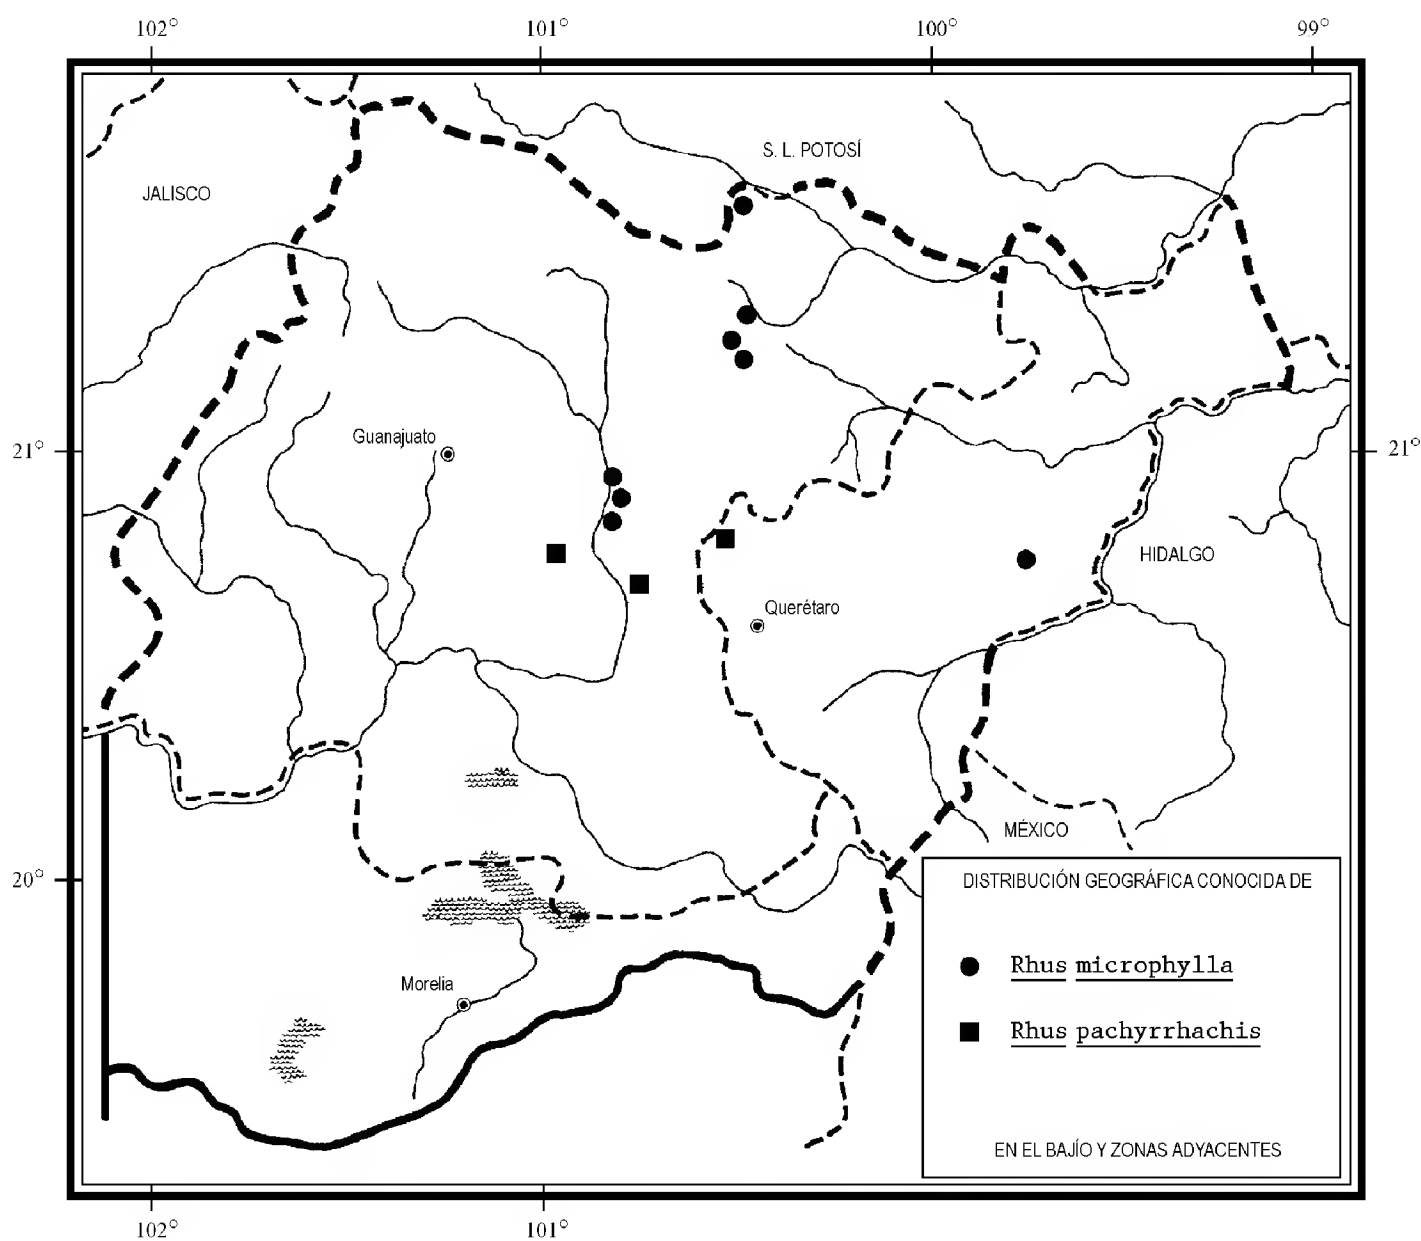 102° 101° 100° 99°
S. L. POTOSÍ
JALISCO
Guanajuato
21° 21°
HIDALGO
Querétaro
MÉXICO
20°
DISTRIBUCIÓN GEOGRÁFICA CONOCIDA DE
Rhus microphylla
Morelia
Rhus pachyrrhachis
EN EL BAJÍO Y ZONAS ADYACENTES
102° 101°